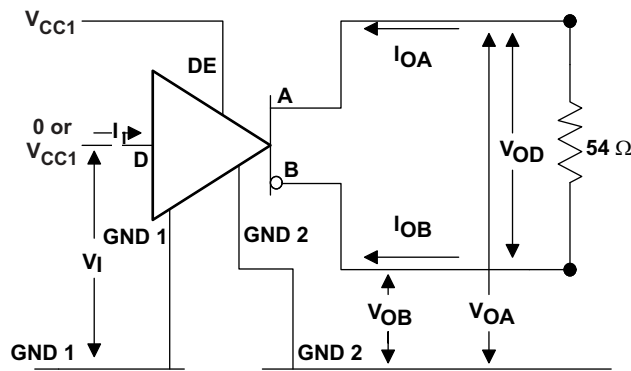 VCC1
DE
A
IOA
0 or
VCC1
II
D
B
VOD
54 Ω
GND 1
GND 2
IOB
VI
VOB
VOA
GND 1
GND 2